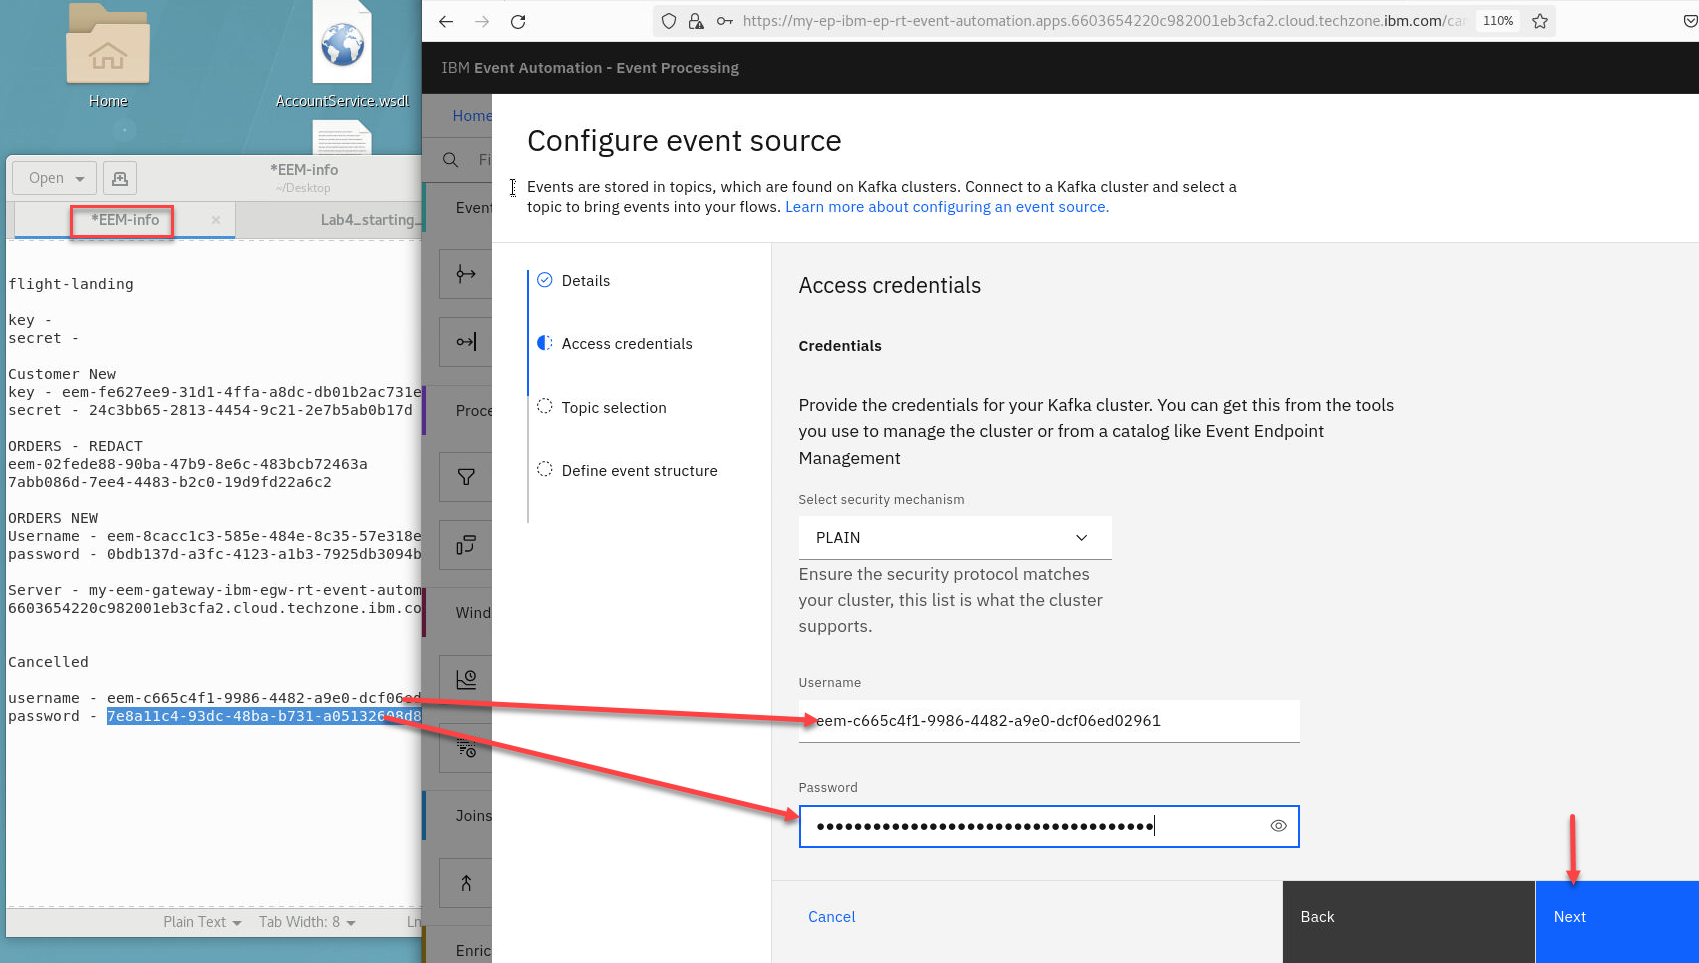 Home
AccountService.wsdl
Open
*EEM-info
~/Desktop
*EEM-info
Lab4_starting_
flight-landing
key -
secret -
Customer New
key - eem-fe627ee9-31d1-4ffa-a8dc-db01b2ac731e
secret - 24c3bb65-2813-4454-9c21-2e7b5ab0b17d
ORDERS - REDACT
eem-02fede88-90ba-47b9-8e6c-483bcb72463a
7abb086d-7ee4-4483-b2c0-19d9fd22a6c2
ORDERS NEW
Username - eem-8cacc1c3-585e-484e-8c35-57e318e
password - 0bdb137d-a3fc-4123-a1b3-7925db3094b
Server - my-eem-gateway-ibm-egw-rt-event-autom
6603654220c982001eb3cfa2.cloud.techzone.ibm.co
Cancelled
username - eem-c665c4f1-9986-4482-a9e0-dcf06ed
password - 7e8a11c4-93dc-48ba-b731-a05132608d8
Plain Text
Tab Width: 8
Ln
https://my-ep-ibm-ep-rt-event-automation.apps.6603654220c982001eb3cfa2.cloud.techzone.ibm.com/ca
110%
IBM Event Automation - Event Processing
Home
Fi
Event
Proce
Wind
Joins
Enric
Configure event source
Events are stored in topics, which are found on Kafka clusters. Connect to a Kafka cluster and select a
topic to bring events into your flows. Learn more about configuring an event source.
Details
Access credentials
Topic selection
Define event structure
Access credentials
Credentials
Provide the credentials for your Kafka cluster. You can get this from the tools
you use to manage the cluster or from a catalog like Event Endpoint
Management
Select security mechanism
PLAIN
Ensure the security protocol matches
your cluster, this list is what the cluster
supports.
Username
eem-c665c4f1-9986-4482-a9e0-dcf06ed02961
Password
Cancel
Back
Next